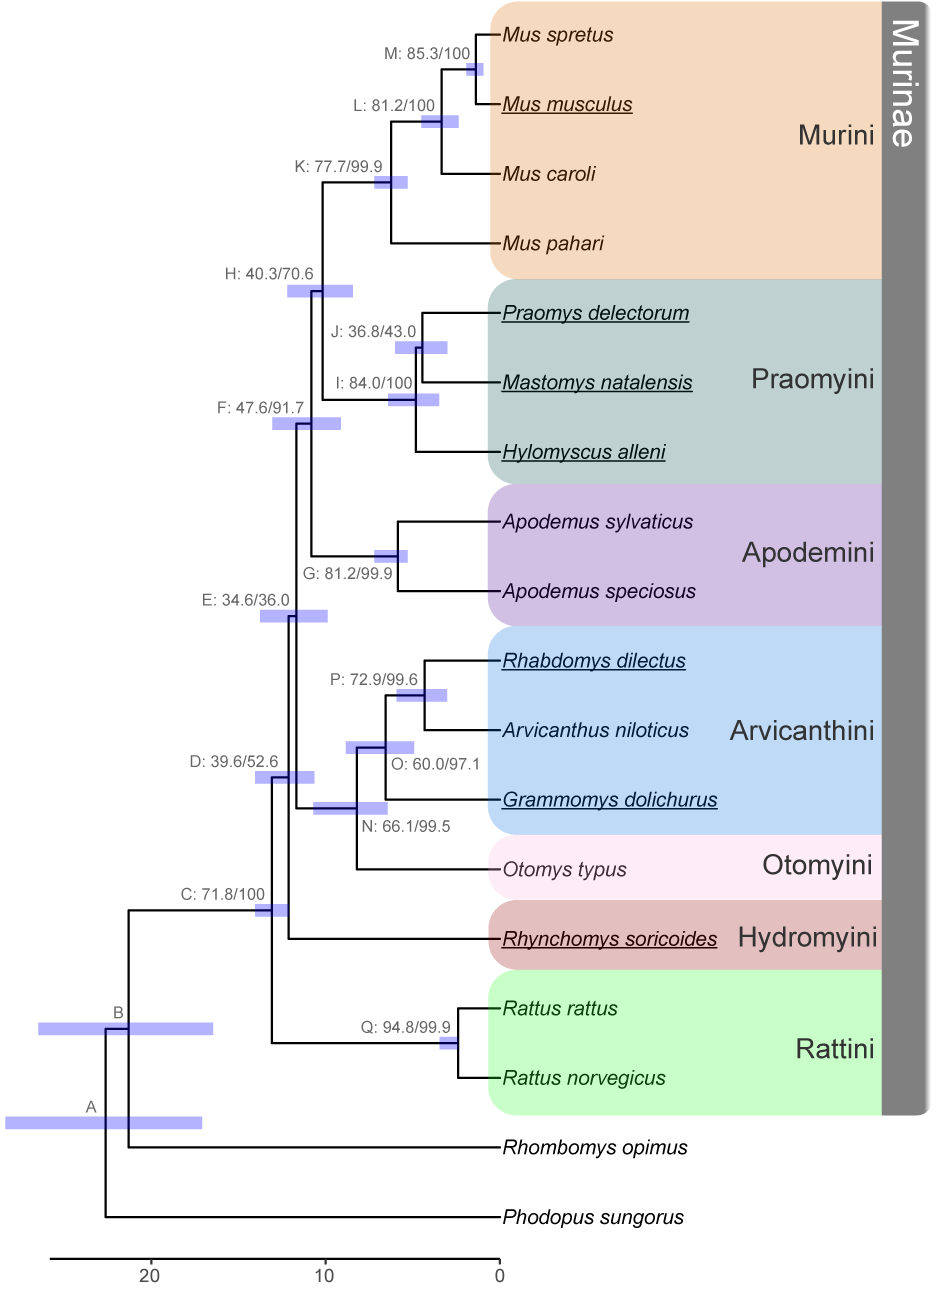 Murinae
Mus spretus
M: 85.3/100
Mus musculus
L: 81.2/100
Murini
K: 77.7/99.9
Mus caroli
Mus pahari
H: 40.3/70.6
Praomys delectorum
J: 36.8/43.0
Mastomys natalensis
Praomyini
I: 84.0/100
F: 47.6/91.7
Hylomyscus alleni
Apodemus sylvaticus
Apodemini
G: 81.2/99.9
Apodemus speciosus
E: 34.6/36.0
Rhabdomys dilectus
P: 72.9/99.6
Arvicanthus niloticus
Arvicanthini
D: 39.6/52.6
O: 60.0/97.1
Grammomys dolichurus
N: 66.1/99.5
Otomys typus
Otomyini
C: 71.8/100
Rhynchomys soricoides
Hydromyini
Rattus rattus
B
Q: 94.8/99.9
Rattini
Rattus norvegicus
A
Rhombomys opimus
Phodopus sungorus
20
10
0